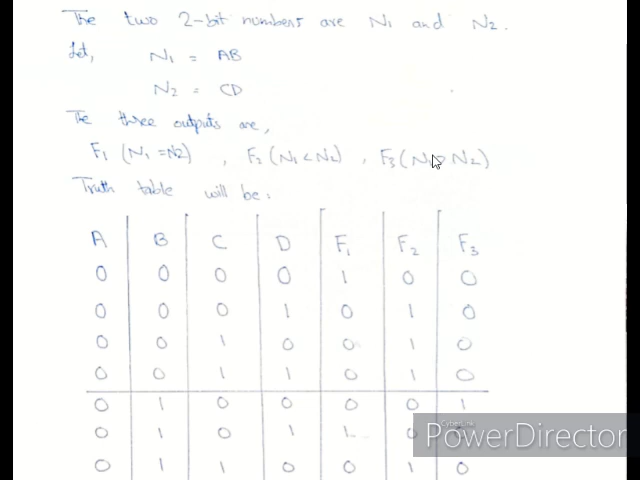 The two 2-bit numbers are N1 and N2.
Let, N1 = AB
N2 = CD
The three outputs are,
F1 (N1 = N2) , F2 (N1 < N2) , F3 (N1 N2)
Truth table will be:
A B C D F1 F2 F3
0 0 0 0 1 0 0
0 0 0 1 0 1 0
0 0 1 0 0 1 0
0 0 1 1 0 1 0
0 1 0 0 0 0 1
0 1 0 1 1 0
0 1 1 0 0 1 0
PowerDirector